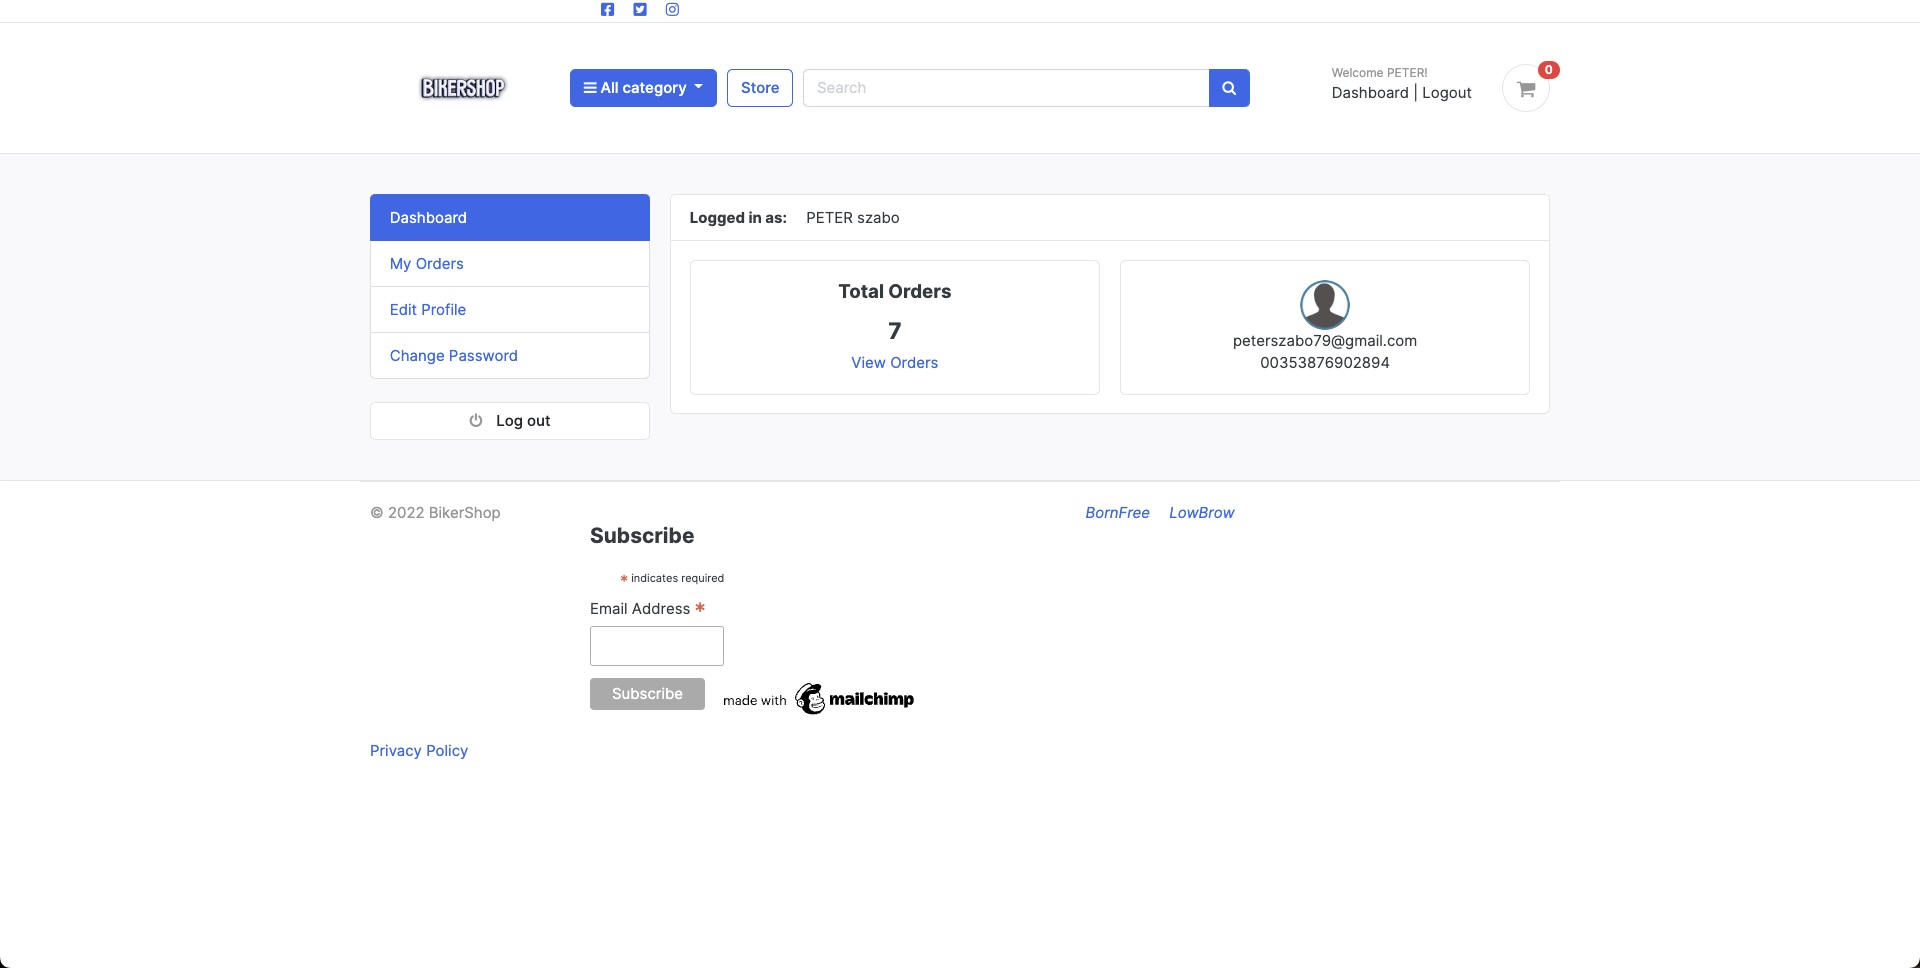 BIKERSHOP
All category
Store
Search
Welcome PETER!
Dashboard | Logout
0
Dashboard
My Orders
Edit Profile
Change Password
Log out
Logged in as: PETER szabo
Total Orders
7
View Orders
peterszabo79@gmail.com
00353876902894
© 2022 BikerShop
Subscribe
* indicates required
Email Address *
Subscribe
made with mailchimp
BornFree LowBrow
Privacy Policy